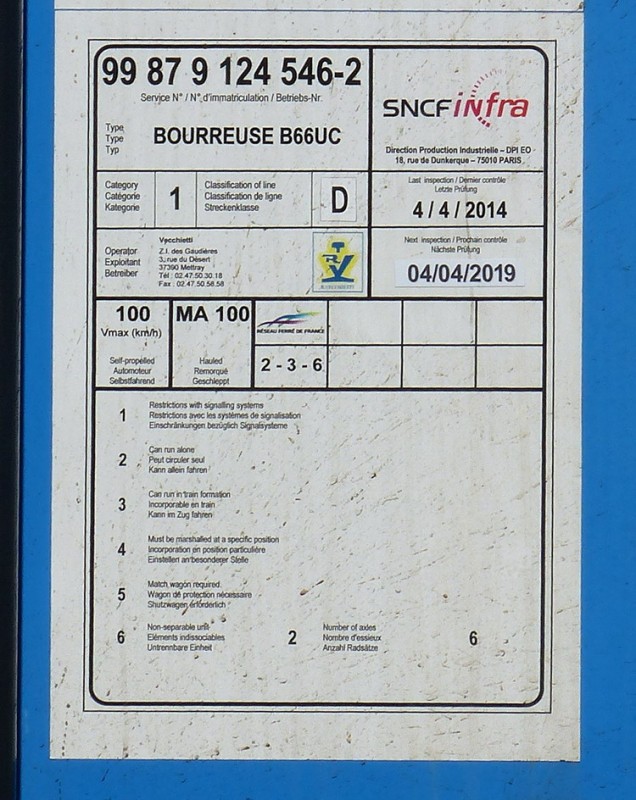 99 87 9 124 546-2
Service N° / N° d'immatriculation / Betriebs-Nr.
Type
Type
Typ
BOURREUSE B66UC
SNCF infra
Direction Production Industrielle – DPI EO
18, rue de Dunkerque – 75010 PARIS
Category
Catégorie
Kategorie
1
Classification of line
Classification de ligne
Streckenklasse
D
Last inspection / Dernier contrôle
Letzte Prüfung
4 / 4 / 2014
Operator
Exploitant
Betreiber
Vecchietti
Z.I. des Gaudières
3, rue du Désert
37390 Mettray
Tél : 02.47.50.30.18
Fax : 02.47.50.58.58
Next inspection / Prochain contrôle
Nächste Prüfung
04/04/2019
100
Vmax (km/h)
Self-propelled
Automoteur
Selbstfahrend
MA 100
Hauled
Remorqué
Geschleppt
RÉSEAU FERRÉ DE FRANCE
2 - 3 - 6
1
Restrictions with signalling systems
Restrictions avec les systèmes de signalisation
Einschränkungen bezüglich Signalisysteme
2
Can run alone
Peut circuler seul
Kann allein fahren
3
Can run in train formation
Incorporable en train
Kann im Zug fahren
4
Must be marshalled at a specific position
Incorporation en position particulière
Einstellen an besonderer Stelle
5
Match wagon required
Wagon de protection nécessaire
Shutzwagen erforderlich
6
Non-separable unit
Eléments indissociables
Untrennbare Einheit
2
Number of axles
Nombre d'essieux
Anzahl Radsätze
6